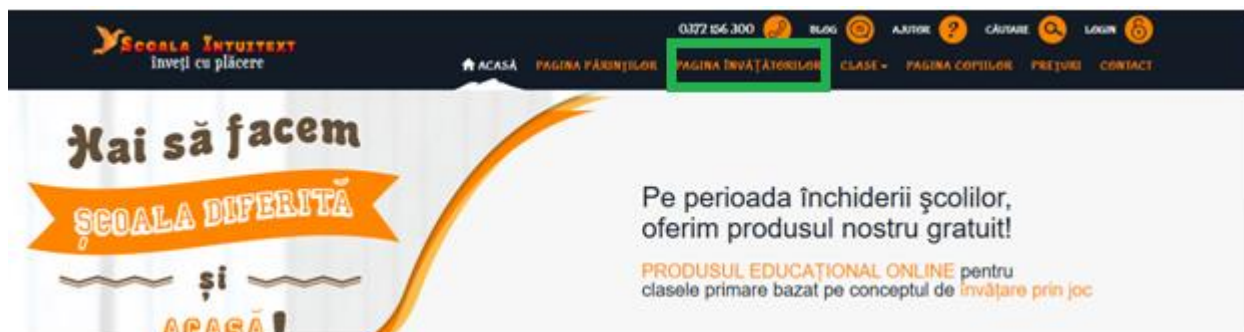 0372 156 300 BLOG AJUTOR ? CĂUTARE LOGIN
ȘCOALA INTUITEXT
înveți cu plăcere
ACASĂ PAGINA PĂRINȚILOR PAGINA ÎNVĂȚĂTORILOR CLASE PAGINA COPIILOR PREȚURI CONTACT
Hai să facem
ȘCOALA DIFERITĂ
și
ACASĂ!
Pe perioada închiderii școlilor,
oferim produsul nostru gratuit!
PRODUSUL EDUCAȚIONAL ONLINE pentru
clasele primare bazat pe conceptul de învățare prin joc